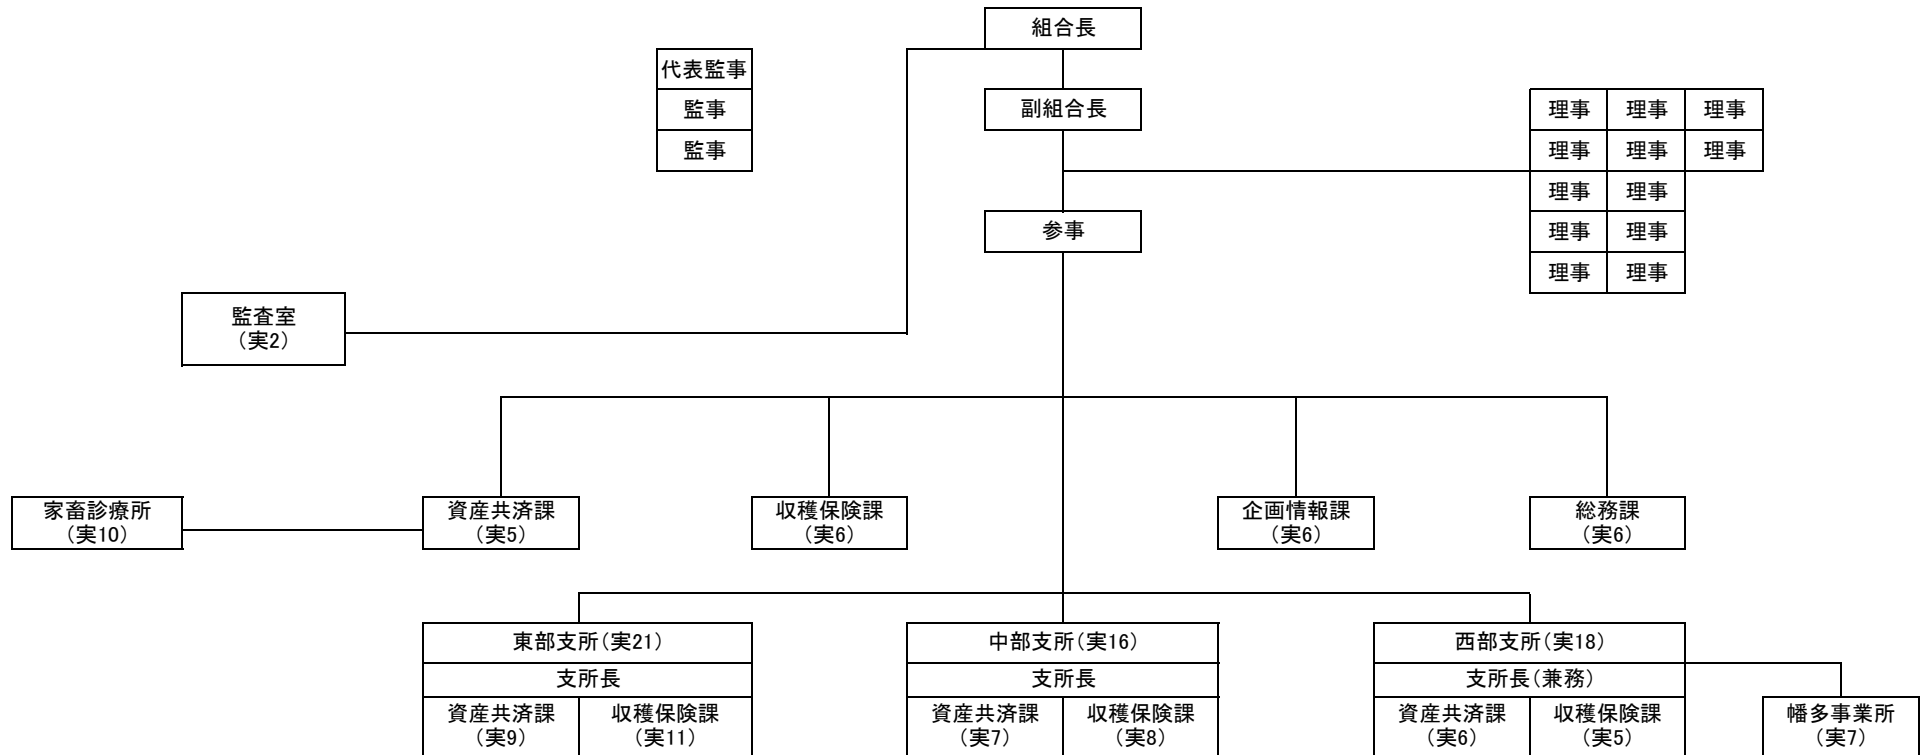 組合長
代表監事
監事
監事
副組合長
理事 理事 理事
理事 理事 理事
理事 理事
理事 理事
理事 理事
参事
監査室
（実2）
家畜診療所
（実10）
資産共済課
（実5）
収穫保険課
（実6）
企画情報課
（実6）
総務課
（実6）
東部支所（実21）
支所長
資産共済課
（実9）
収穫保険課
（実11）
中部支所（実16）
支所長
資産共済課
（実7）
収穫保険課
（実8）
西部支所（実18）
支所長（兼務）
資産共済課
（実6）
収穫保険課
（実5）
幡多事業所
（実7）